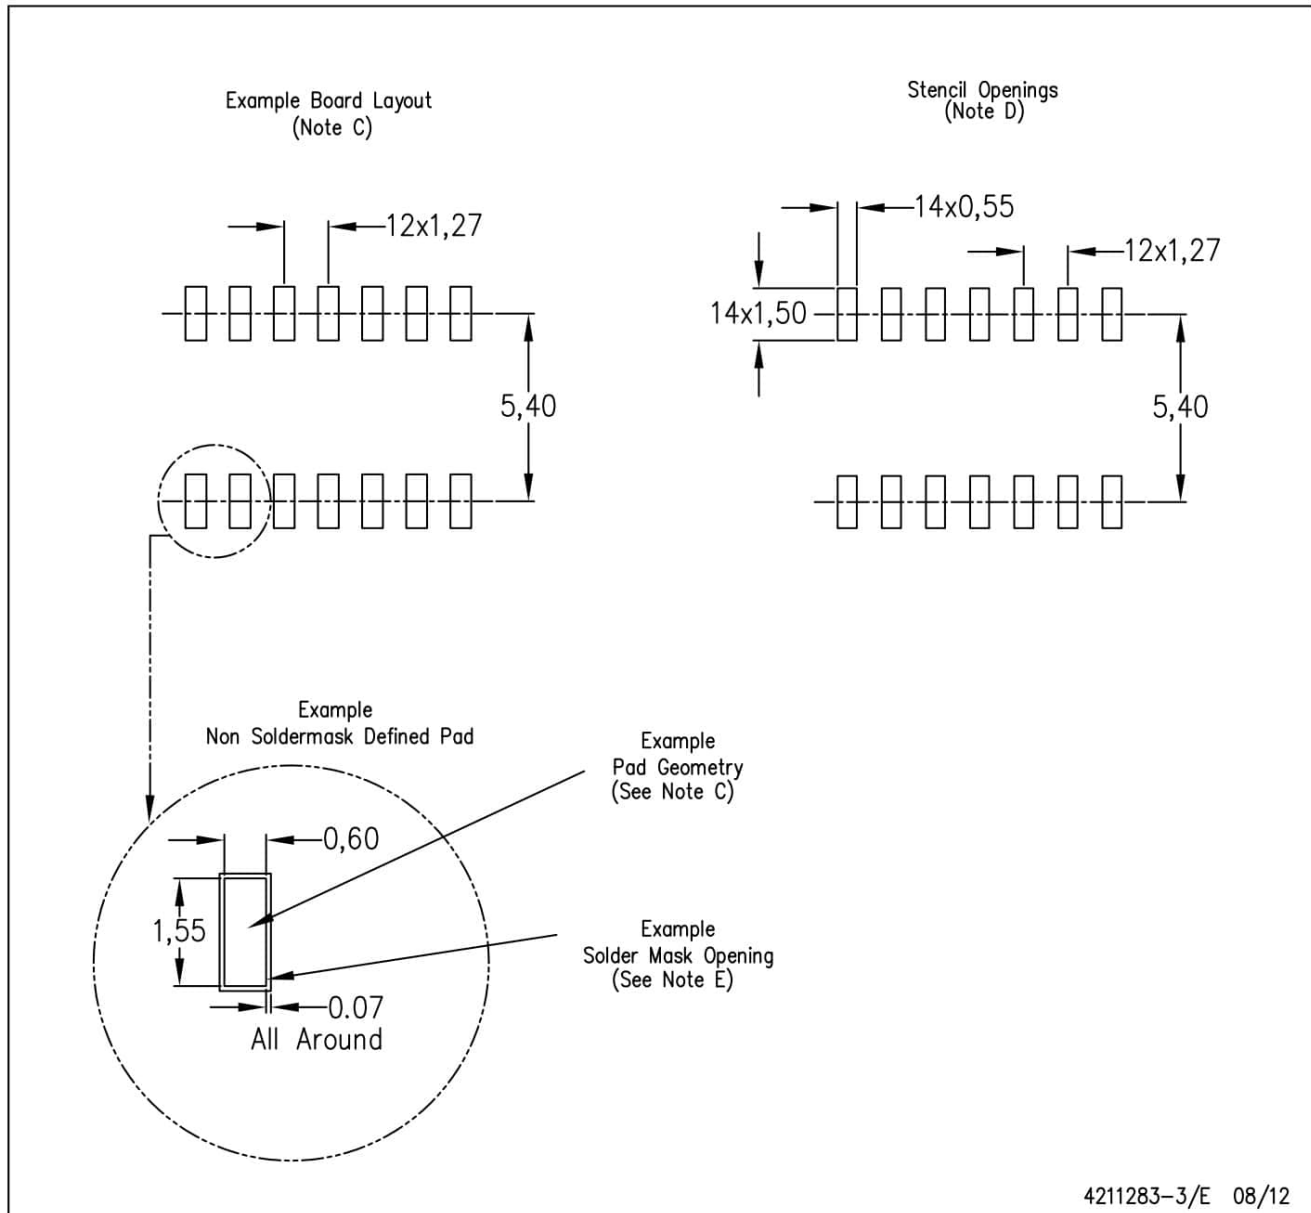 Example Board Layout
(Note C)
Stencil Openings
(Note D)
12x1,27
5,40
14x0,55
12x1,27
14x1,50
5,40
Example
Non Soldermask Defined Pad
Example
Pad Geometry
(See Note C)
0,60
1,55
Example
Solder Mask Opening
(See Note E)
0.07
All Around
4211283-3/E 08/12